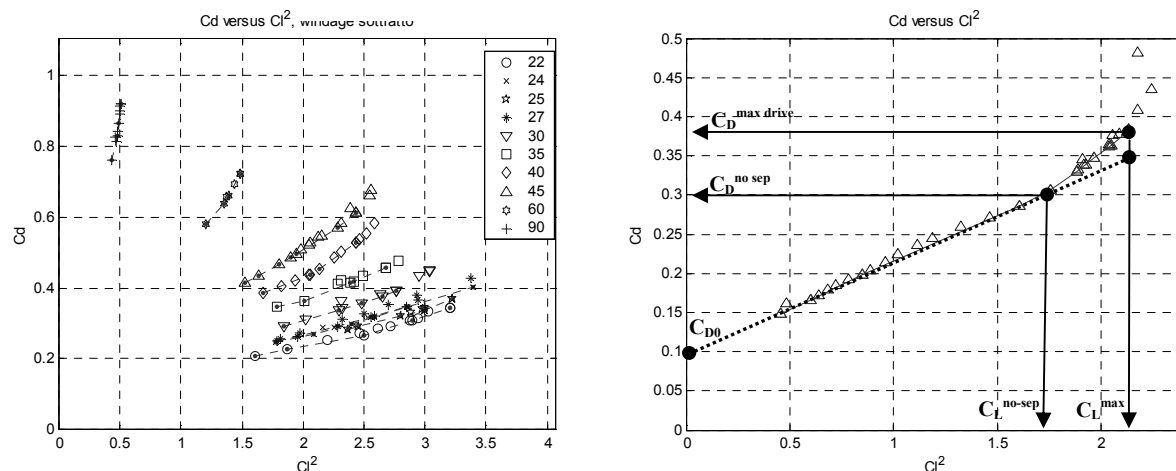 Cd versus Cl², windage sottratto
1
0.8
0.6
0.4
0.2
0
Cd
0 0.5 1 1.5 2 2.5 3 3.5 4
Cl²
22
24
25
27
30
35
40
45
60
90
Cd versus Cl²
0.5
0.45
0.4
0.35
0.3
0.25
0.2
0.15
0.1
0.05
0
Cd
0 0.5 1 1.5 2
Cl²
C_D^max drive
C_D^no sep
C_D0
C_L^no-sep
C_L^max